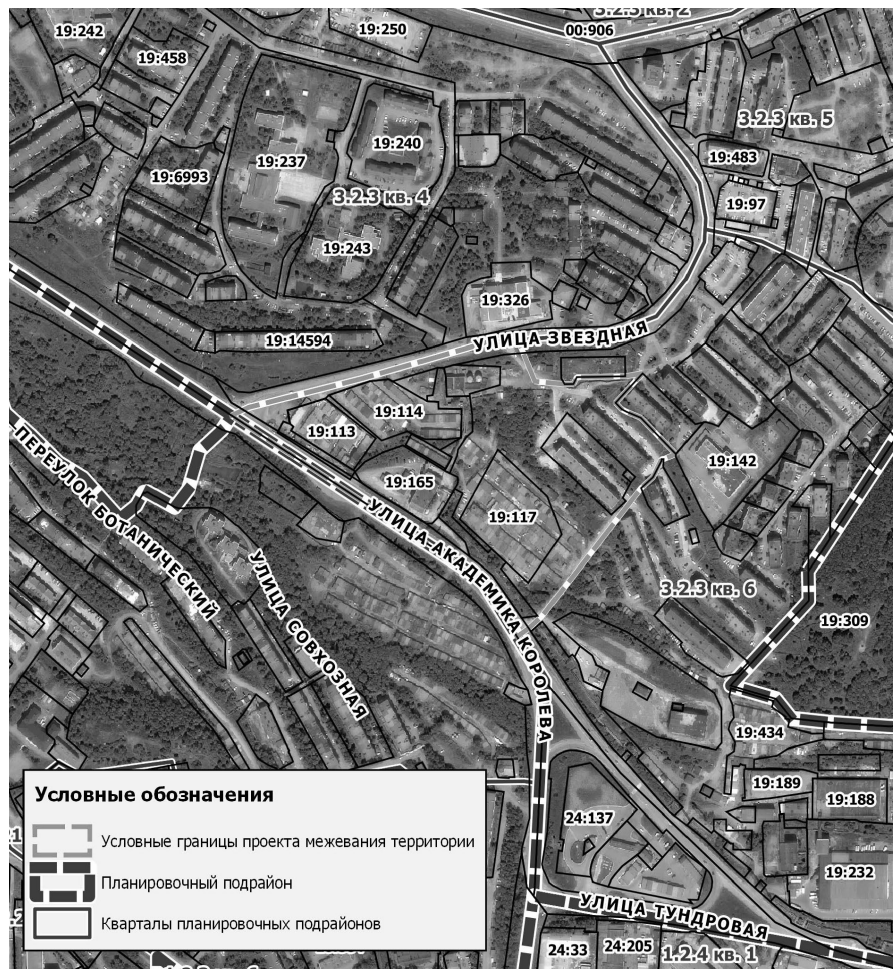 3.2.3 кв. 2
19:242
19:250
00:906
19:458
3.2.3 кв. 5
19:240
19:483
19:237
19:6993
3.2.3 кв. 4
19:97
19:243
19:326
19:14594
УЛИЦА ЗВЕЗДНАЯ
19:114
19:113
19:142
19:165
19:117
ПЕРЕУЛОК БОТАНИЧЕСКИЙ
УЛИЦА АКАДЕМИКА КОРОЛЕВА
УЛИЦА СОВХОЗНАЯ
3.2.3 кв. 6
19:309
19:434
19:189
19:188
24:137
19:232
УЛИЦА ТУНДРОВАЯ
24:33
24:205
1.2.4 кв. 1
Условные обозначения
Условные границы проекта межевания территории
Планировочный подрайон
Кварталы планировочных подрайонов